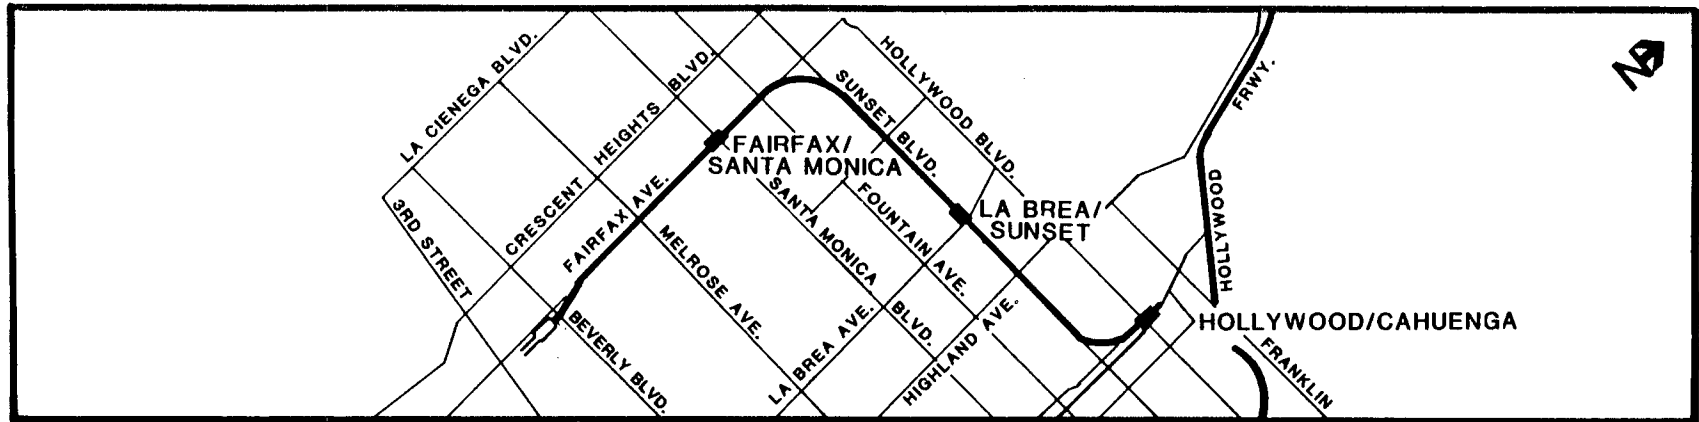 LA CIENEGA BLVD.
HEIGHTS BLVD.
CRESCENT
3RD STREET
FAIRFAX AVE.
FAIRFAX/
SANTA MONICA
SUNSET BLVD.
HOLLYWOOD BLVD.
FRWY.
HOLLYWOOD
N
MELROSE AVE.
SANTA MONICA BLVD.
FOUNTAIN AVE.
LA BREA/
SUNSET
BEVERLY BLVD.
LA BREA AVE.
HIGHLAND AVE.
HOLLYWOOD/CAHUENGA
FRANKLIN